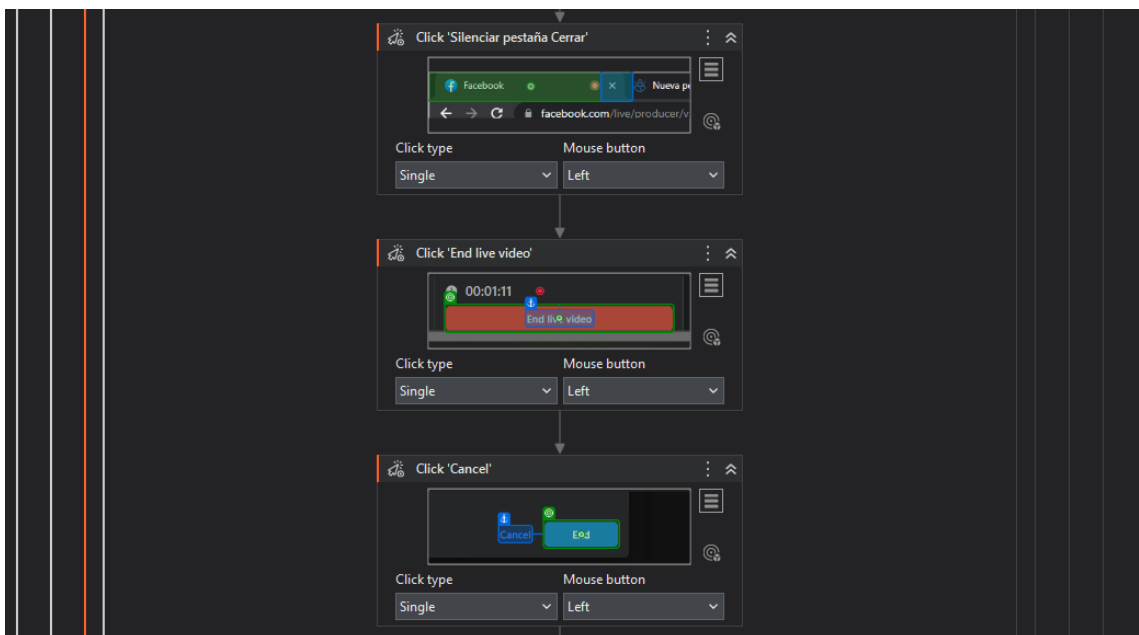 Click 'Silenciar pestaña Cerrar'
Facebook
Nueva pe
facebook.com/live/producer/v
Click type
Mouse button
Single
Left
Click 'End live video'
00:01:11
End live video
Click type
Mouse button
Single
Left
Click 'Cancel'
Cancel
End
Click type
Mouse button
Single
Left